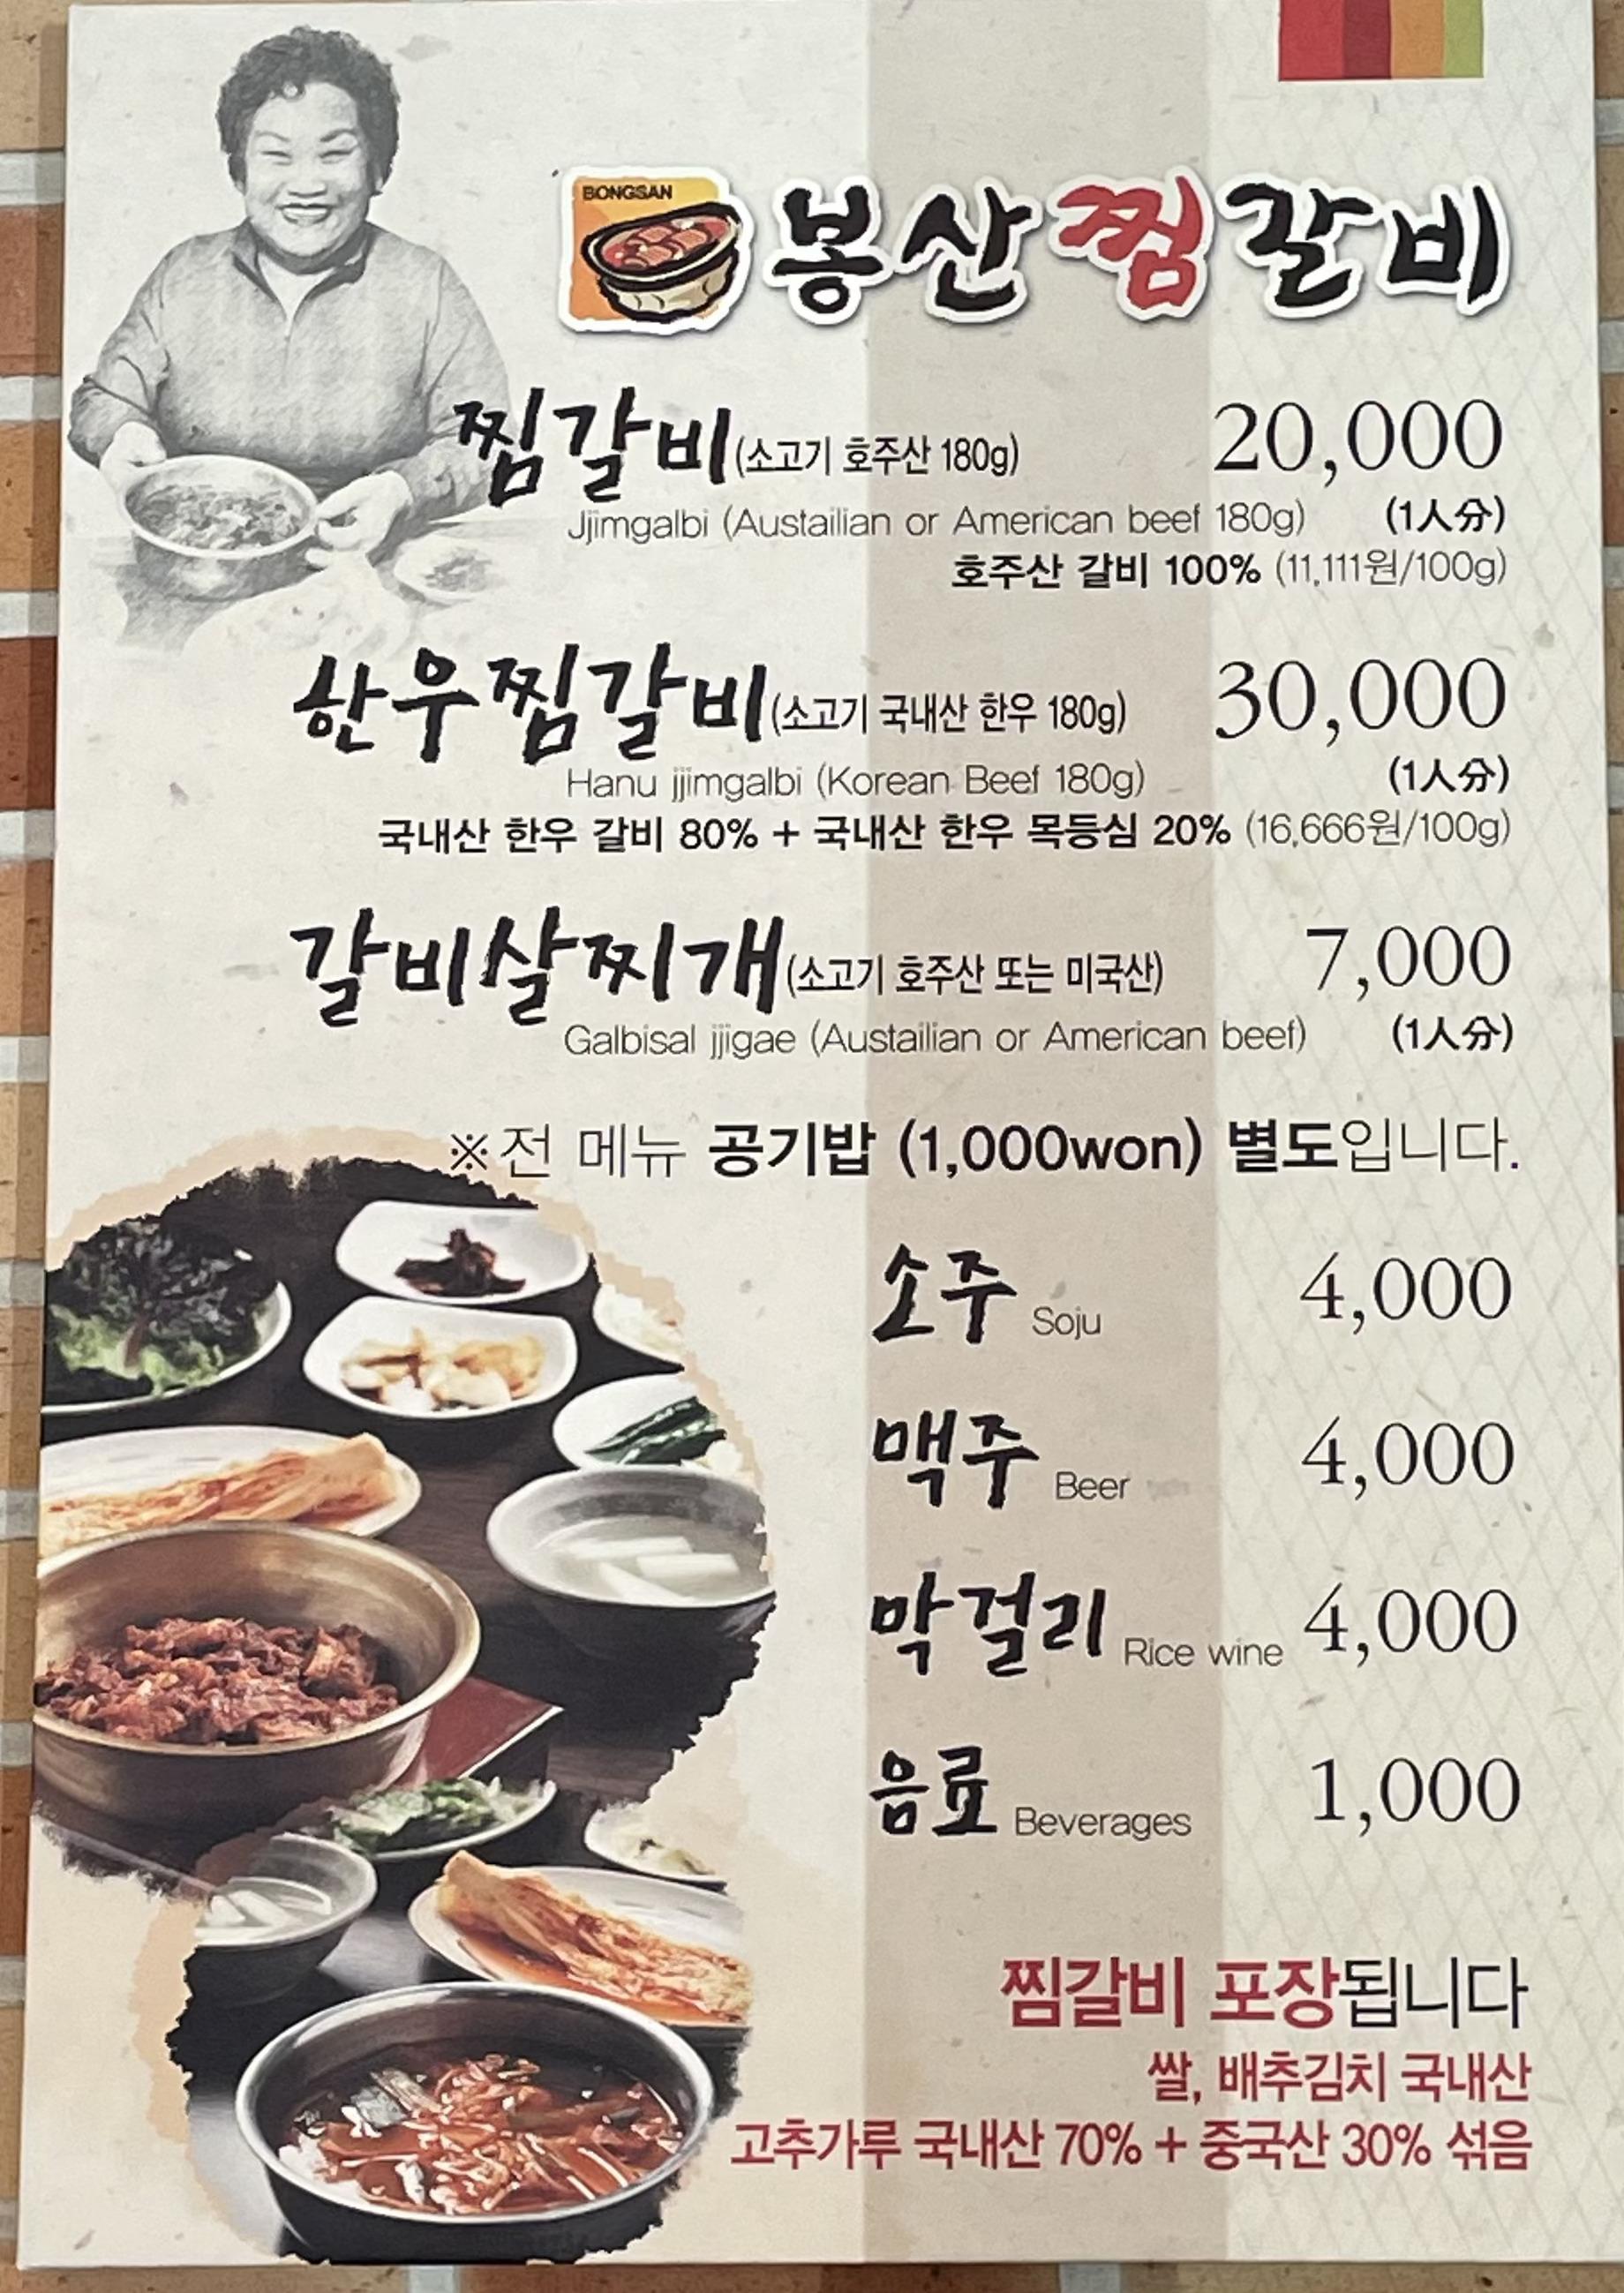 BONGSAN
봉산찜갈비
찜갈비(소고기 호주산 180g) 20,000
Jjimgalbi (Austailian or American beef 180g) (1人分)
호주산 갈비 100% (11,111원/100g)
한우찜갈비(소고기 국내산 한우 180g) 30,000
Hanu jjimgalbi (Korean Beef 180g) (1人分)
국내산 한우 갈비 80% + 국내산 한우 목등심 20% (16,666원/100g)
갈비살찌개(소고기 호주산 또는 미국산) 7,000
Galbisal jjigae (Austailian or American beef) (1人分)
※전 메뉴 공기밥 (1,000won) 별도입니다.
소주 Soju 4,000
맥주 Beer 4,000
막걸리 Rice wine 4,000
음료 Beverages 1,000
찜갈비 포장됩니다
쌀, 배추김치 국내산
고추가루 국내산 70% + 중국산 30% 섞음